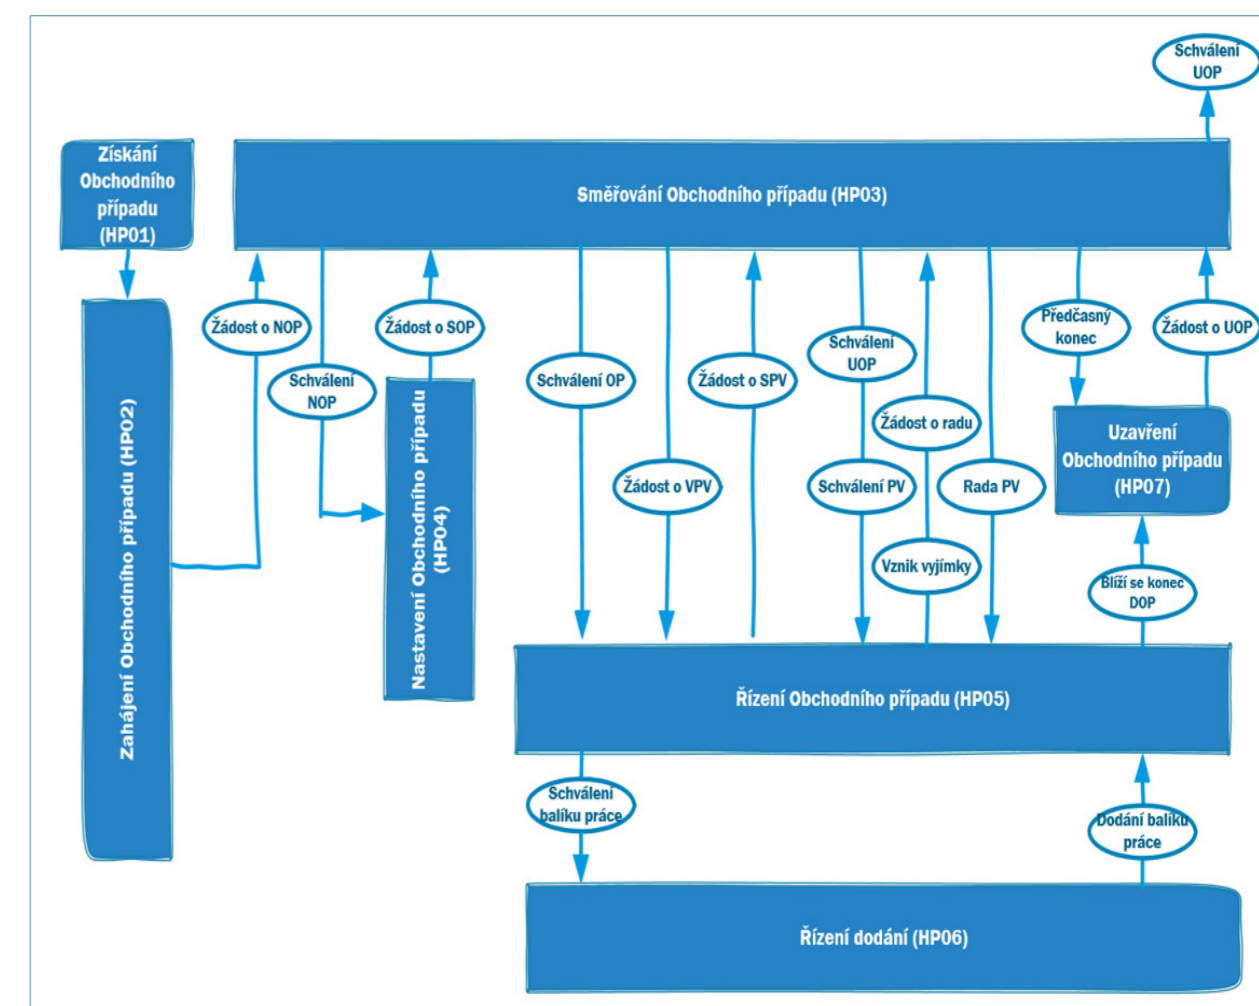 Schválení
UOP
Získání
Obchodního
případu
(HP01)
Směřování Obchodního případu (HP03)
Zahájení Obchodního případu (HP02)
Žádost o NOP
Schválení
NOP
Žádost o SOP
Nastavení Obchodního případu
(HP04)
Schválení OP
Žádost o VPV
Žádost o SPV
Schválení
UOP
Schválení PV
Žádost o radu
Vznik vyjímky
Rada PV
Předčasný
konec
Žádost o UOP
Uzavření
Obchodního případu
(HP07)
Blíží se konec
DOP
Řízení Obchodního případu (HP05)
Schválení
balíku práce
Dodání balíku
práce
Řízení dodání (HP06)